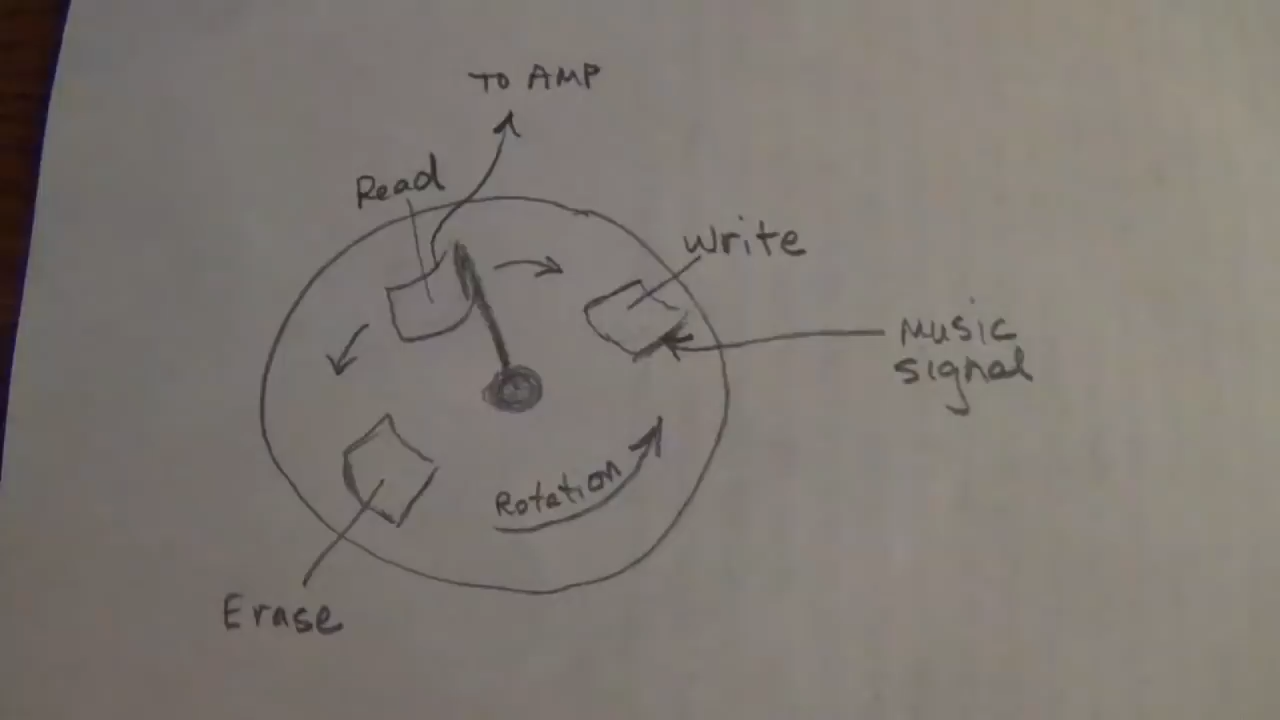 TO AMP
Read
Write
Music
signal
Rotation
Erase